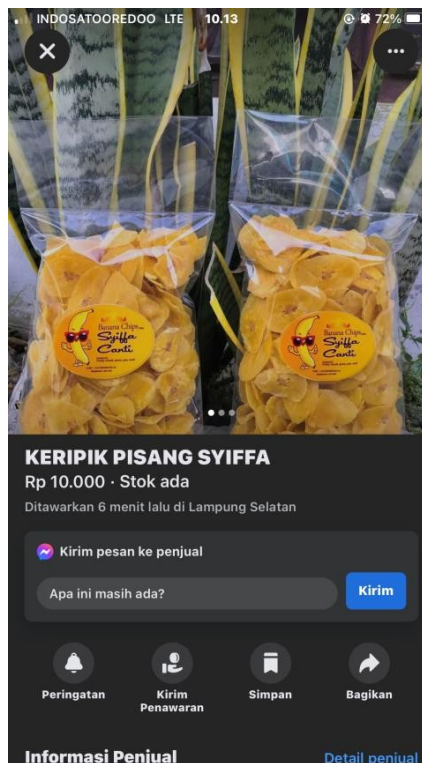 INDOSATOOREDOO LTE 10.13 72%
Banana Chips
Syiffa
Canti
Banana Chips
Syiffa
Canti
KERIPIK PISANG SYIFFA
Rp 10.000 · Stok ada
Ditawarkan 6 menit lalu di Lampung Selatan
Kirim pesan ke penjual
Apa ini masih ada?
Kirim
Peringatan
Kirim
Penawaran
Simpan
Bagikan
Informasi Penjual
Detail penjual